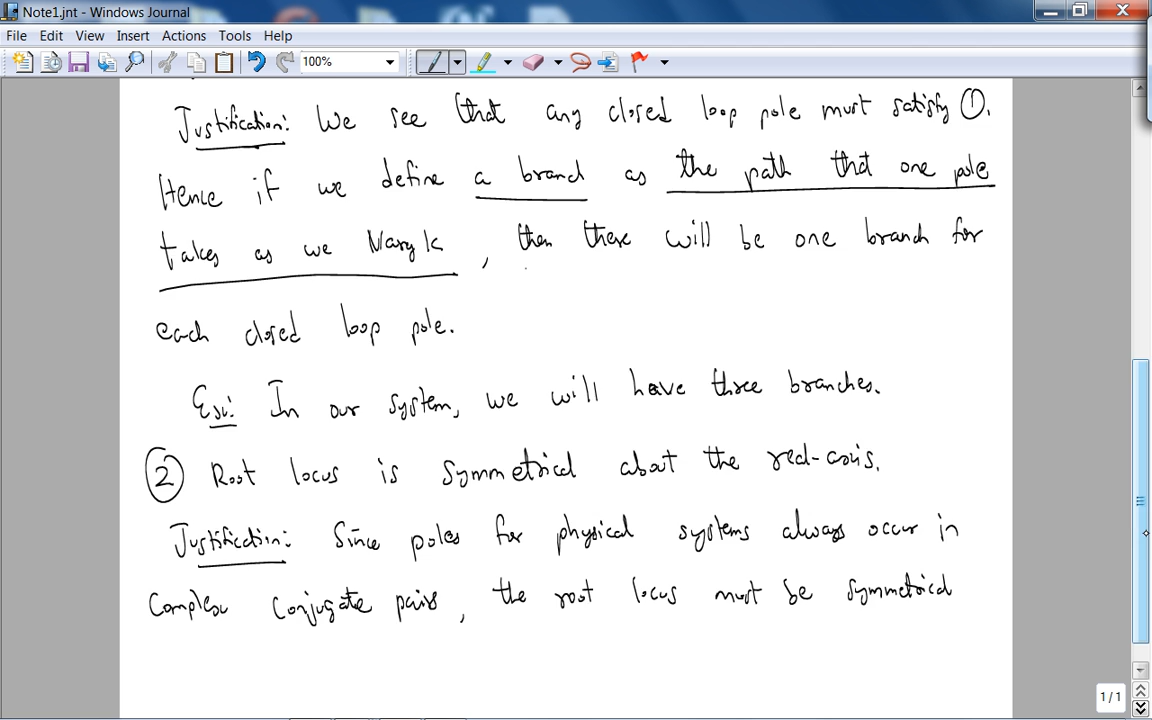 Note1.jnt - Windows Journal
File Edit View Insert Actions Tools Help
100%
Justification: We see that any closed loop pole must satisfy ①.
Hence if we define a branch as the path that one pole
takes as we vary K, then there will be one branch for
each closed loop pole.
Ex: In our system, we will have three branches.
② Root locus is symmetrical about the real-axis.
Justification: Since poles for physical systems always occur in
complex conjugate pairs, the root locus must be symmetrical
1/1